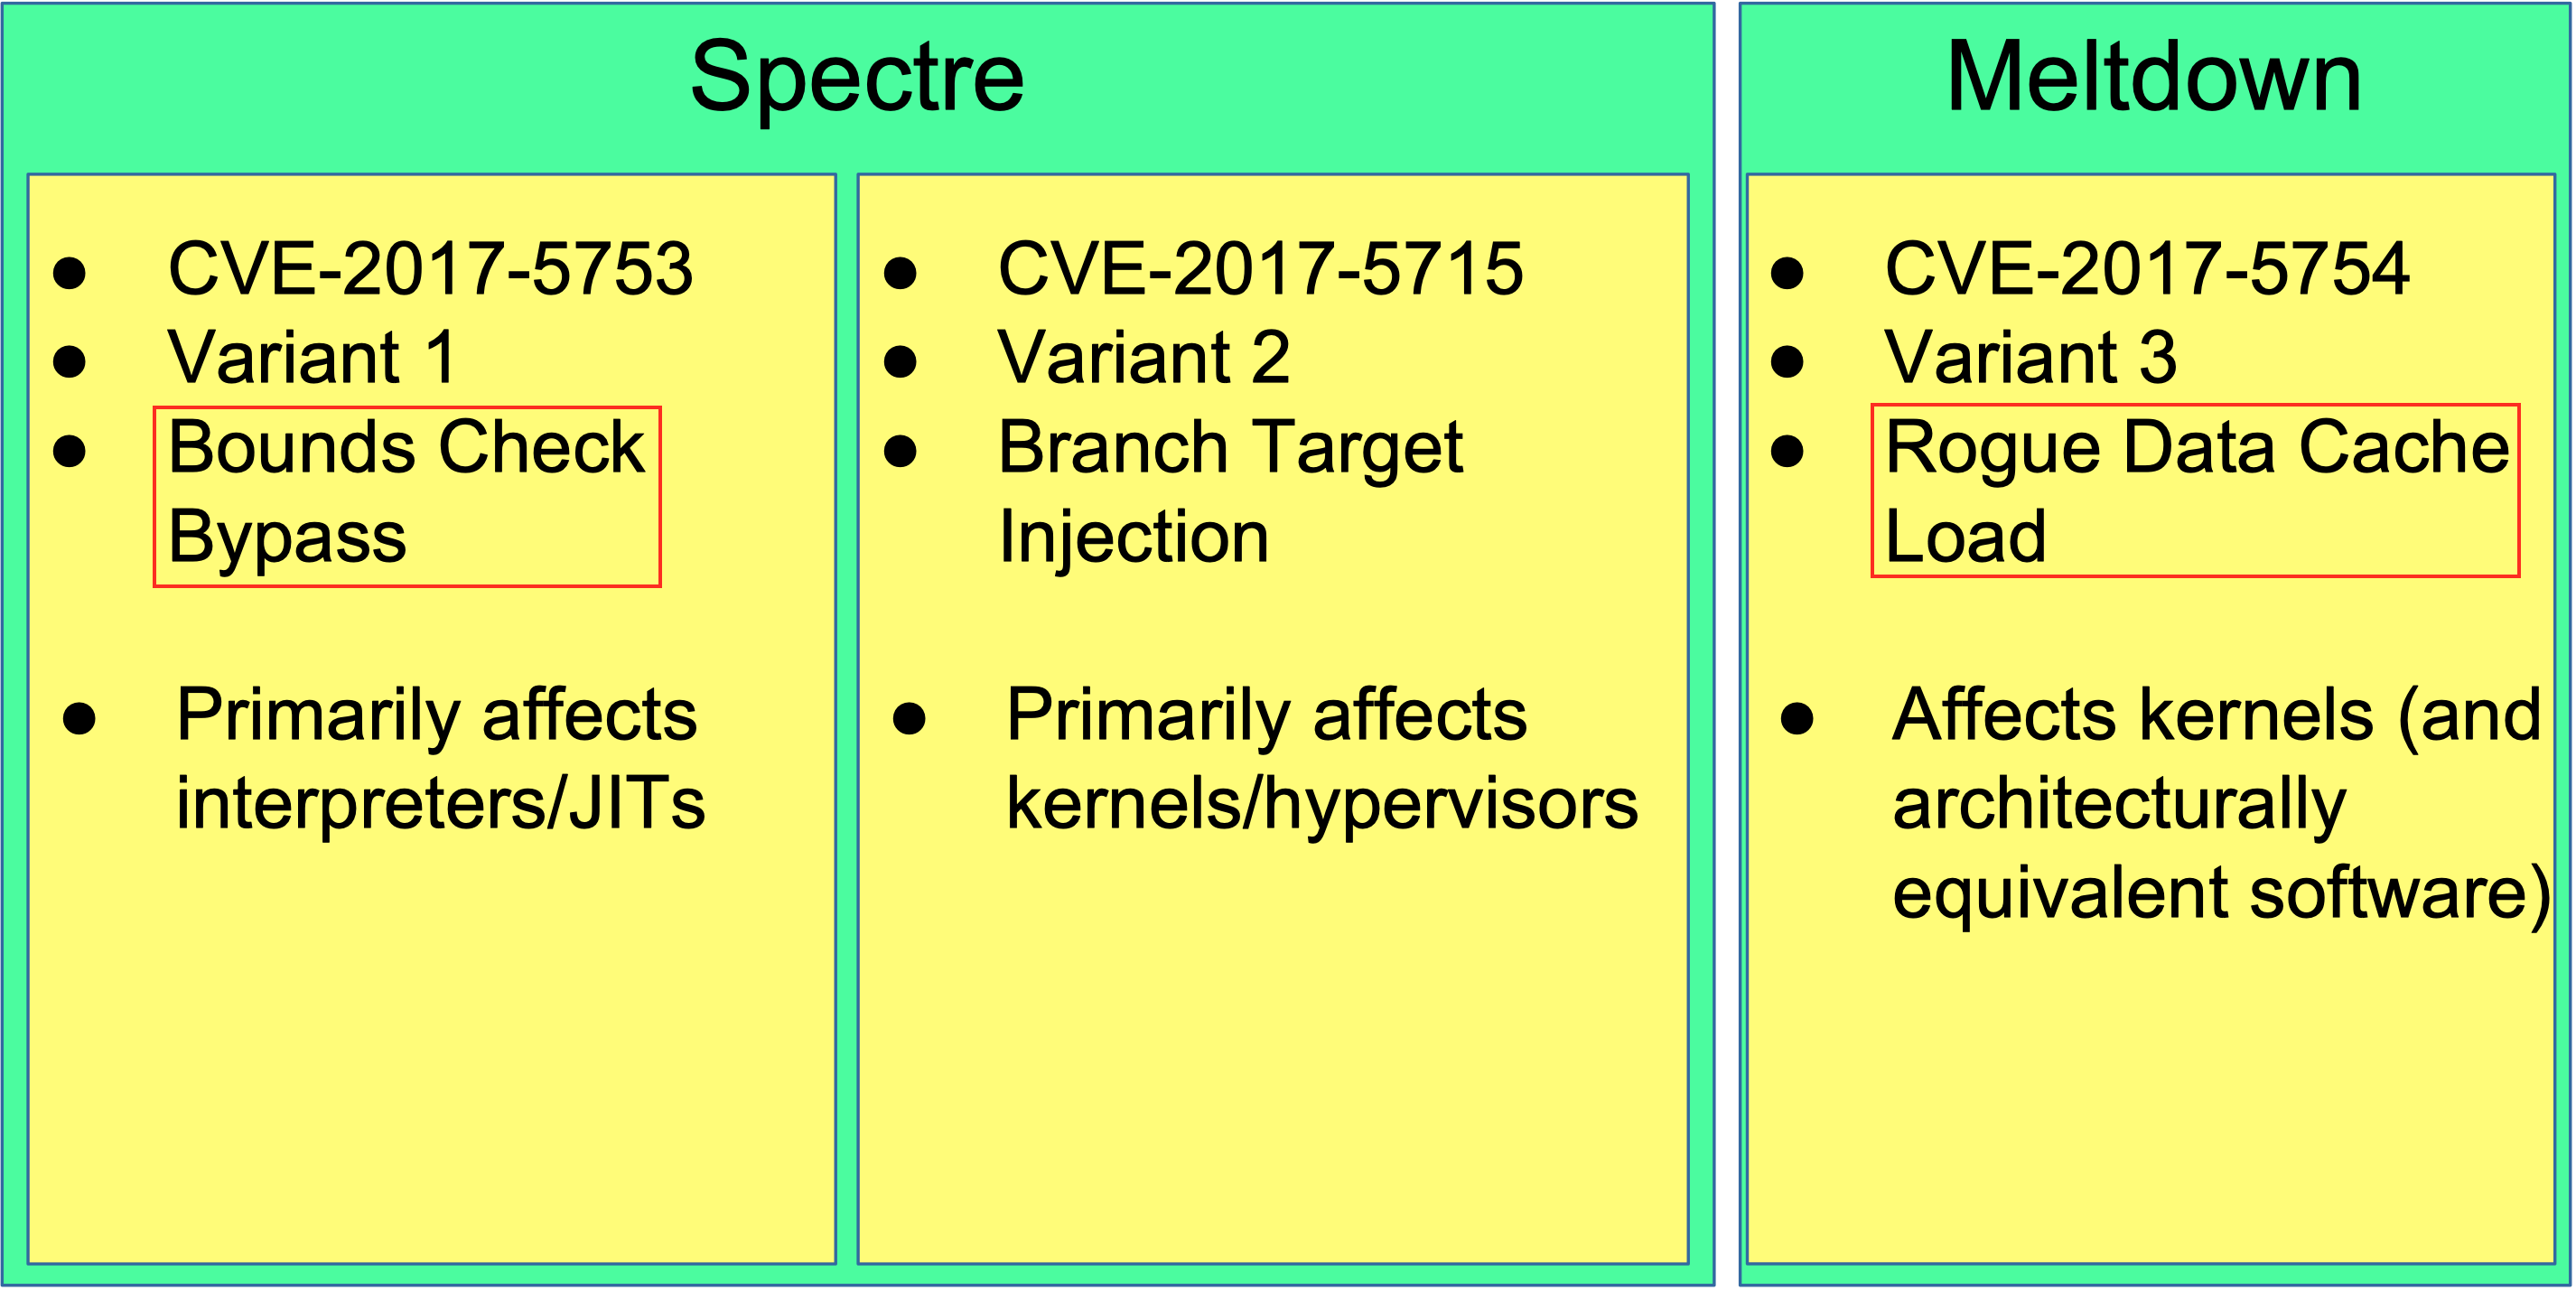 Spectre
● CVE-2017-5753
● Variant 1
● Bounds Check
Bypass
● Primarily affects
interpreters/JITs
● CVE-2017-5715
● Variant 2
● Branch Target
Injection
● Primarily affects
kernels/hypervisors
Meltdown
● CVE-2017-5754
● Variant 3
● Rogue Data Cache
Load
● Affects kernels (and
architecturally
equivalent software)